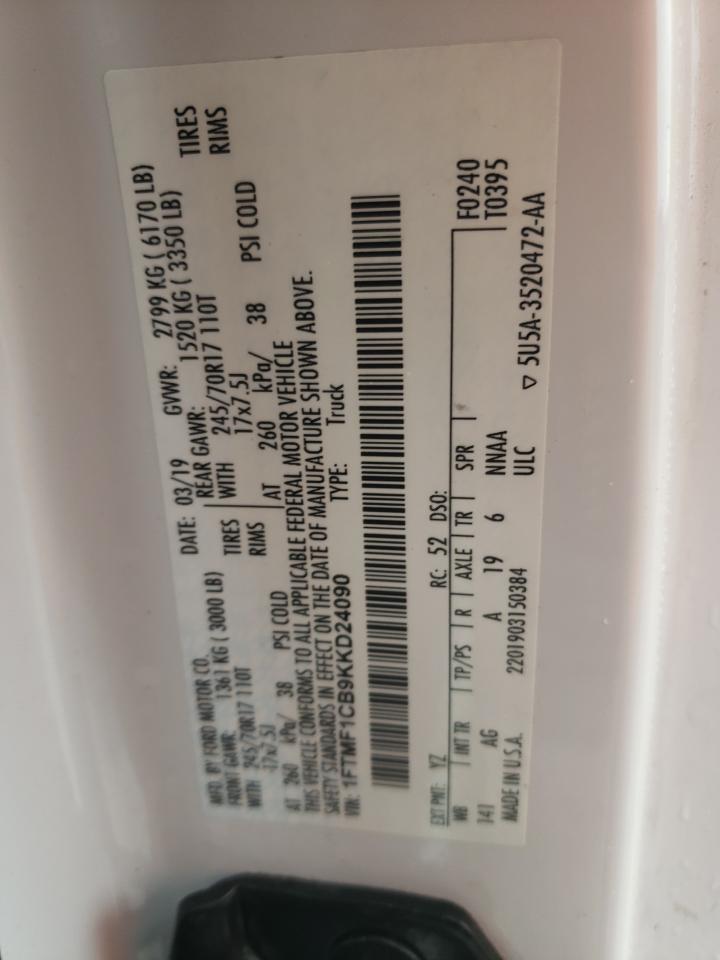 MFD. BY FORD MOTOR CO.
DATE: 03/19 GVWR: 2799 KG ( 6170 LB)
FRONT GAWR: 1361 KG ( 3000 LB) REAR GAWR: 1520 KG ( 3350 LB)
WITH 245/70R17 110T TIRES WITH 245/70R17 110T TIRES
17x7.5J RIMS 17x7.5J RIMS
AT 260 kPa/ 38 PSI COLD AT 260 kPa/ 38 PSI COLD
THIS VEHICLE CONFORMS TO ALL APPLICABLE FEDERAL MOTOR VEHICLE
SAFETY STANDARDS IN EFFECT ON THE DATE OF MANUFACTURE SHOWN ABOVE.
VIN: 1FTMF1CB9KKD24090 TYPE: Truck
EXT PNT: YZ RC: 52 DSO: F0240
WB INT TR TP/PS R AXLE TR SPR T0395
141 AG A 19 6 NNAA
MADE IN U.S.A. 2201903150384 ULC ▽ 5U5A-3520472-AA